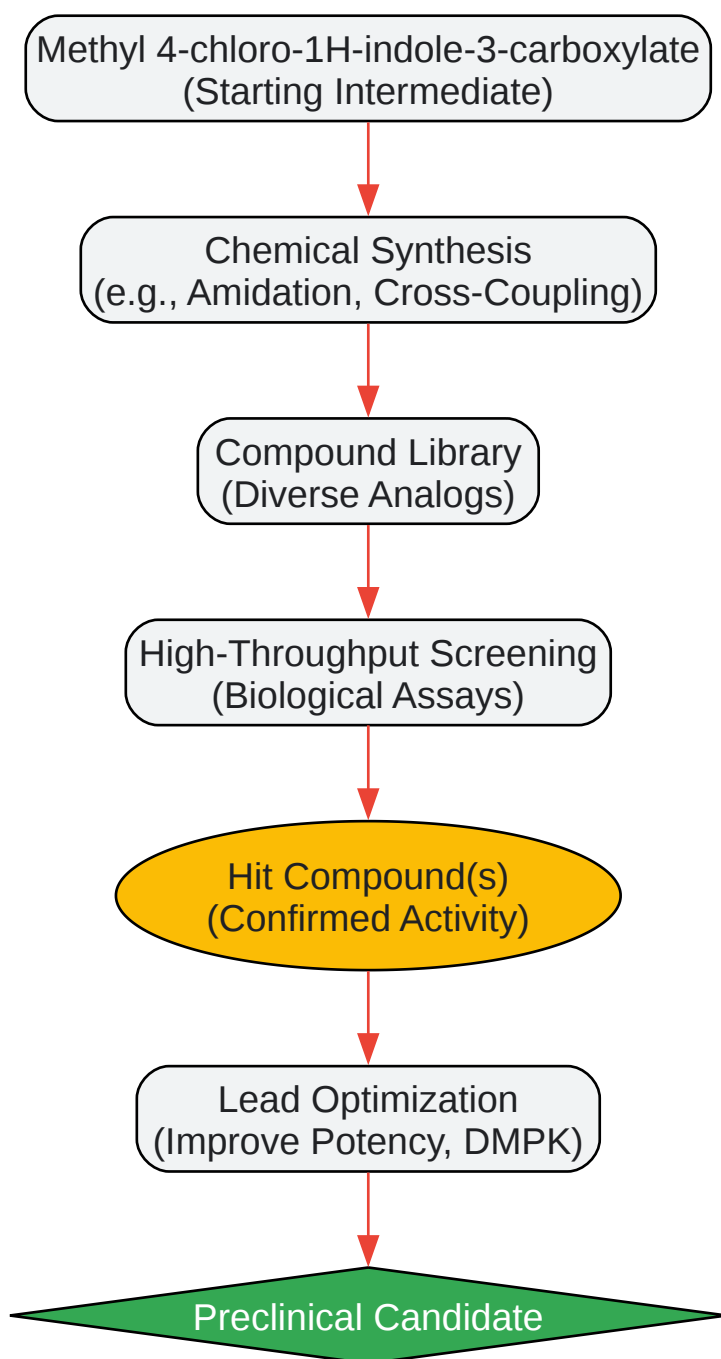 Methyl 4-chloro-1H-indole-3-carboxylate
(Starting Intermediate)
Chemical Synthesis
(e.g., Amidation, Cross-Coupling)
Compound Library
(Diverse Analogs)
High-Throughput Screening
(Biological Assays)
Hit Compound(s)
(Confirmed Activity)
Lead Optimization
(Improve Potency, DMPK)
Preclinical Candidate